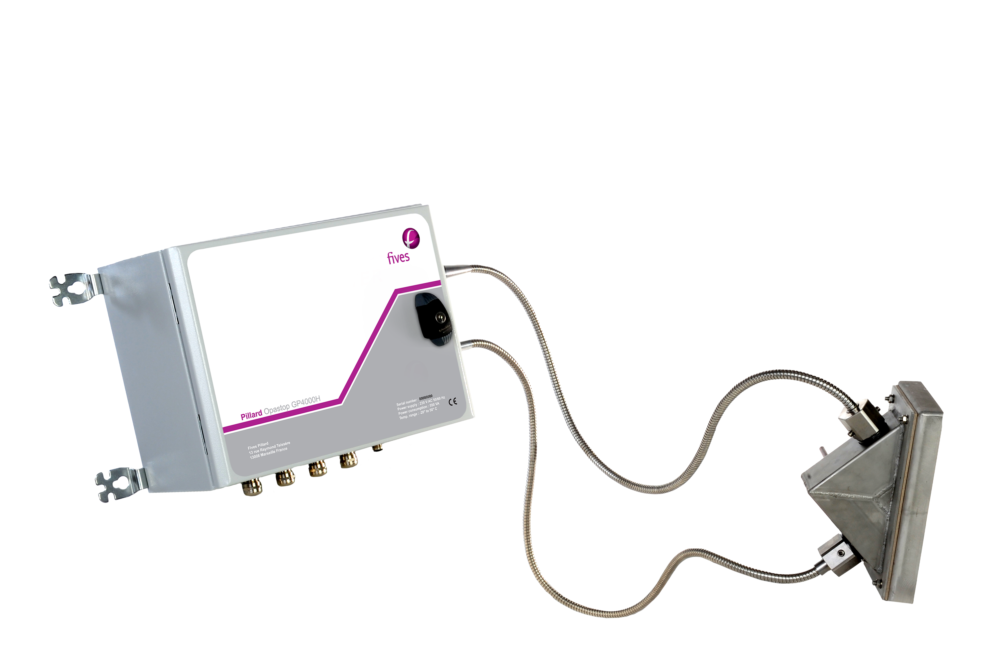 fives
Pillard Opastop GP4000H
Serial number : 00000000
Power supply : 230 V AC 50/60 Hz
Power consumption : 550 VA
Temp. range : -20° to 50° C
CE
Fives Pillard
13 rue Raymond Teissère
13008 Marseille France